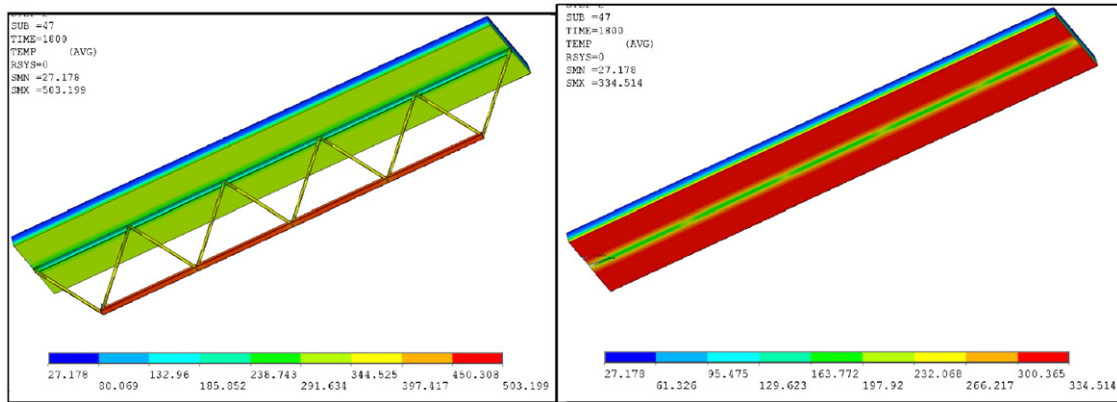 SUB =47
TIME=1800
TEMP (AVG)
RSYS=0
SMN =27.178
SMX =503.199
27.178 132.96 238.743 344.525 450.308
80.069 185.852 291.634 397.417 503.199
SUB =47
TIME=1800
TEMP (AVG)
RSYS=0
SMN =27.178
SMX =334.514
27.178 95.475 163.772 232.068 300.365
61.326 129.623 197.92 266.217 334.514